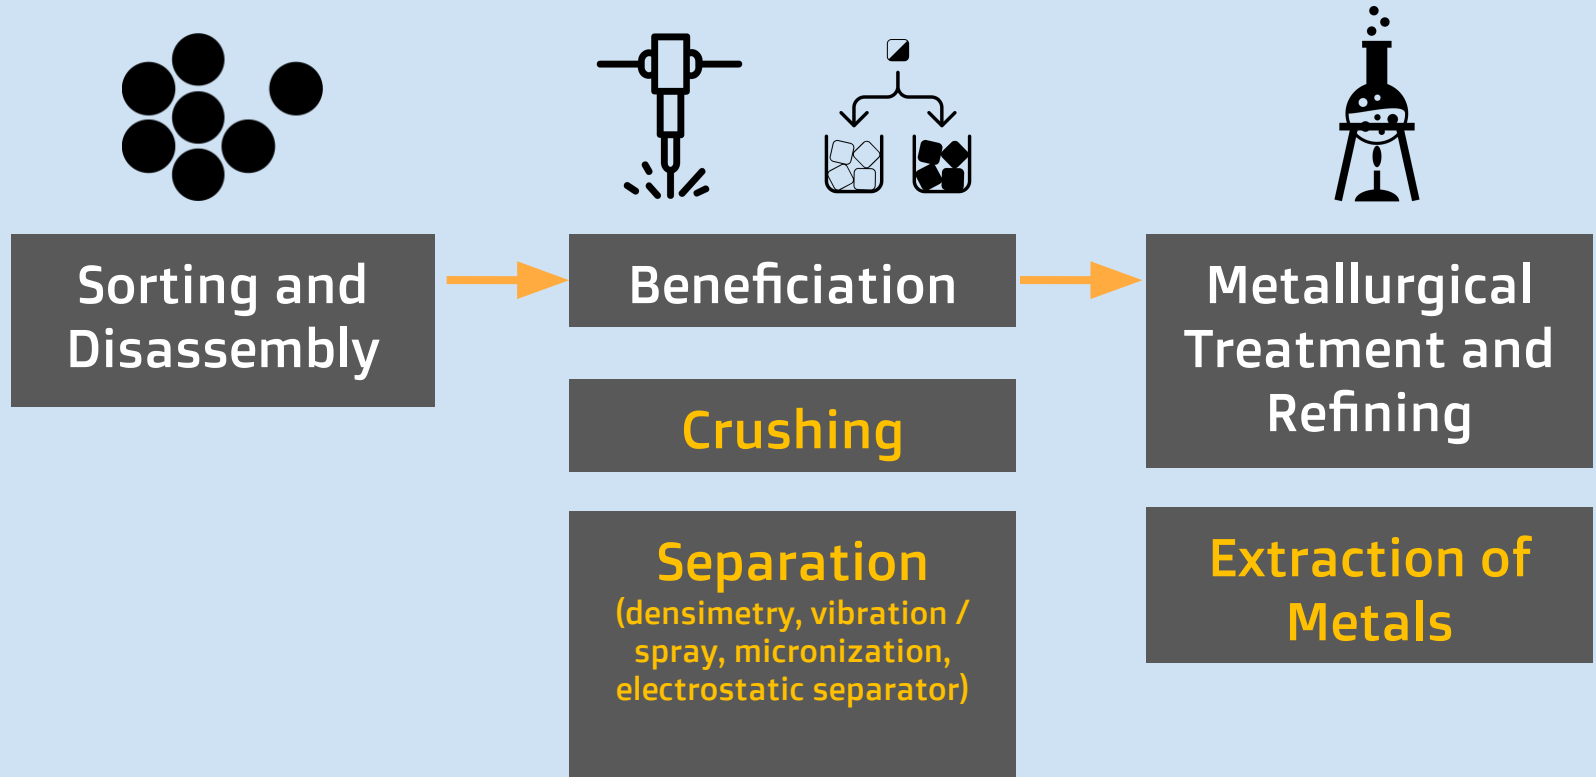 Sorting and
Disassembly
Beneficiation
Crushing
Separation
(densimetry, vibration /
spray, micronization,
electrostatic separator)
Metallurgical
Treatment and
Refining
Extraction of
Metals